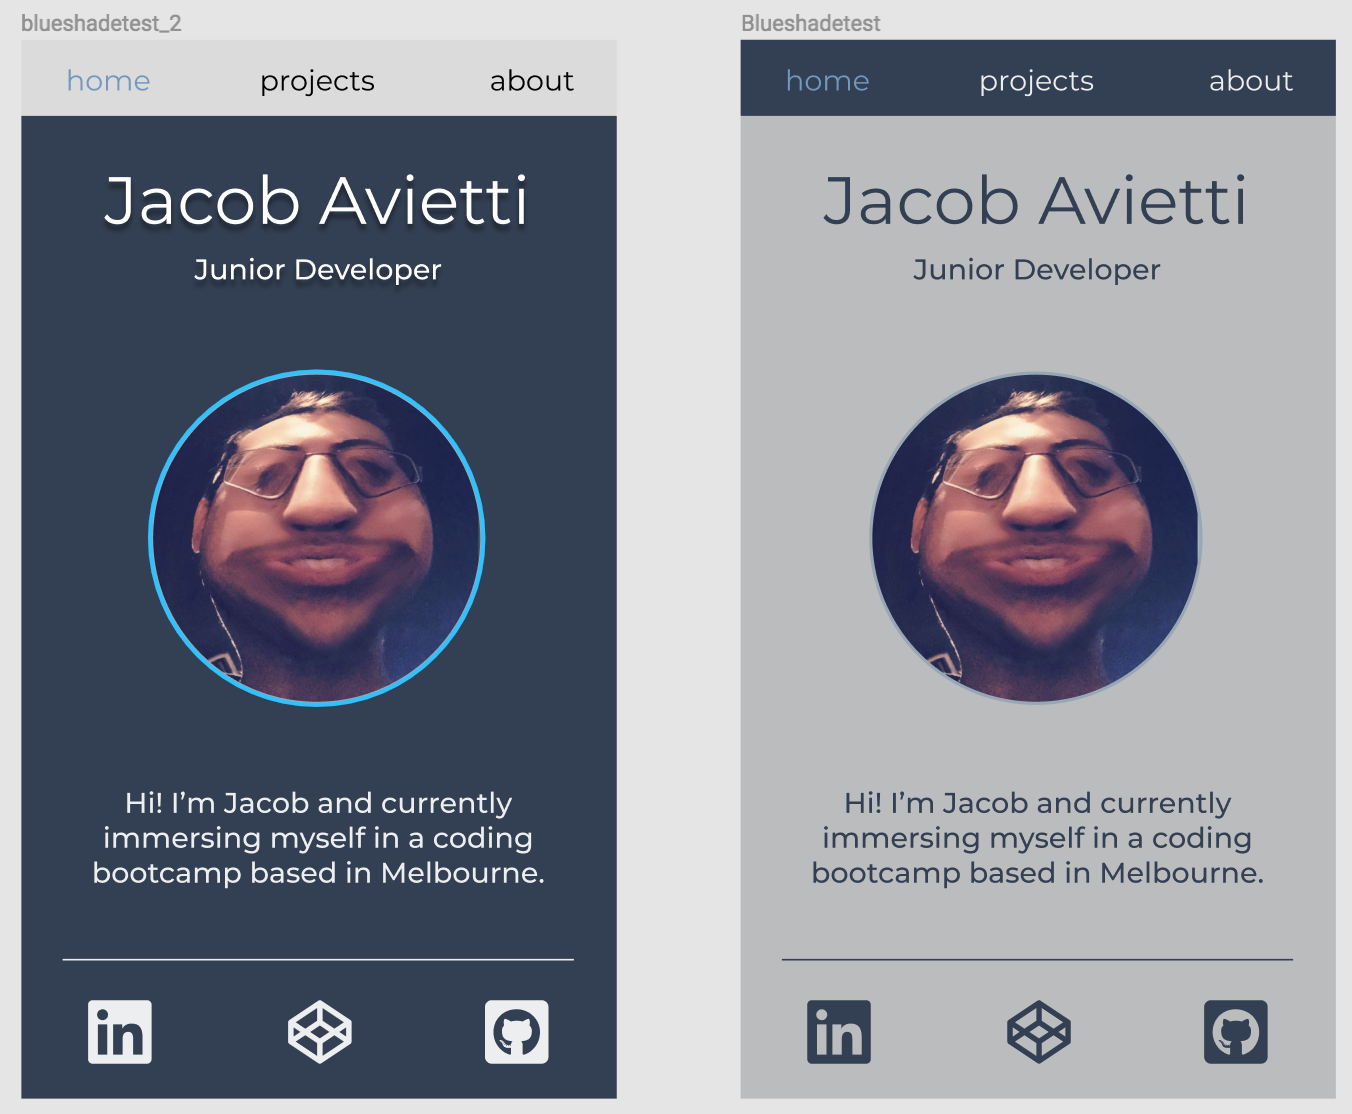 blueshadetest_2
home projects about
Jacob Avietti
Junior Developer
Hi! I’m Jacob and currently
immersing myself in a coding
bootcamp based in Melbourne.
in
Blueshadetest
home projects about
Jacob Avietti
Junior Developer
Hi! I’m Jacob and currently
immersing myself in a coding
bootcamp based in Melbourne.
in